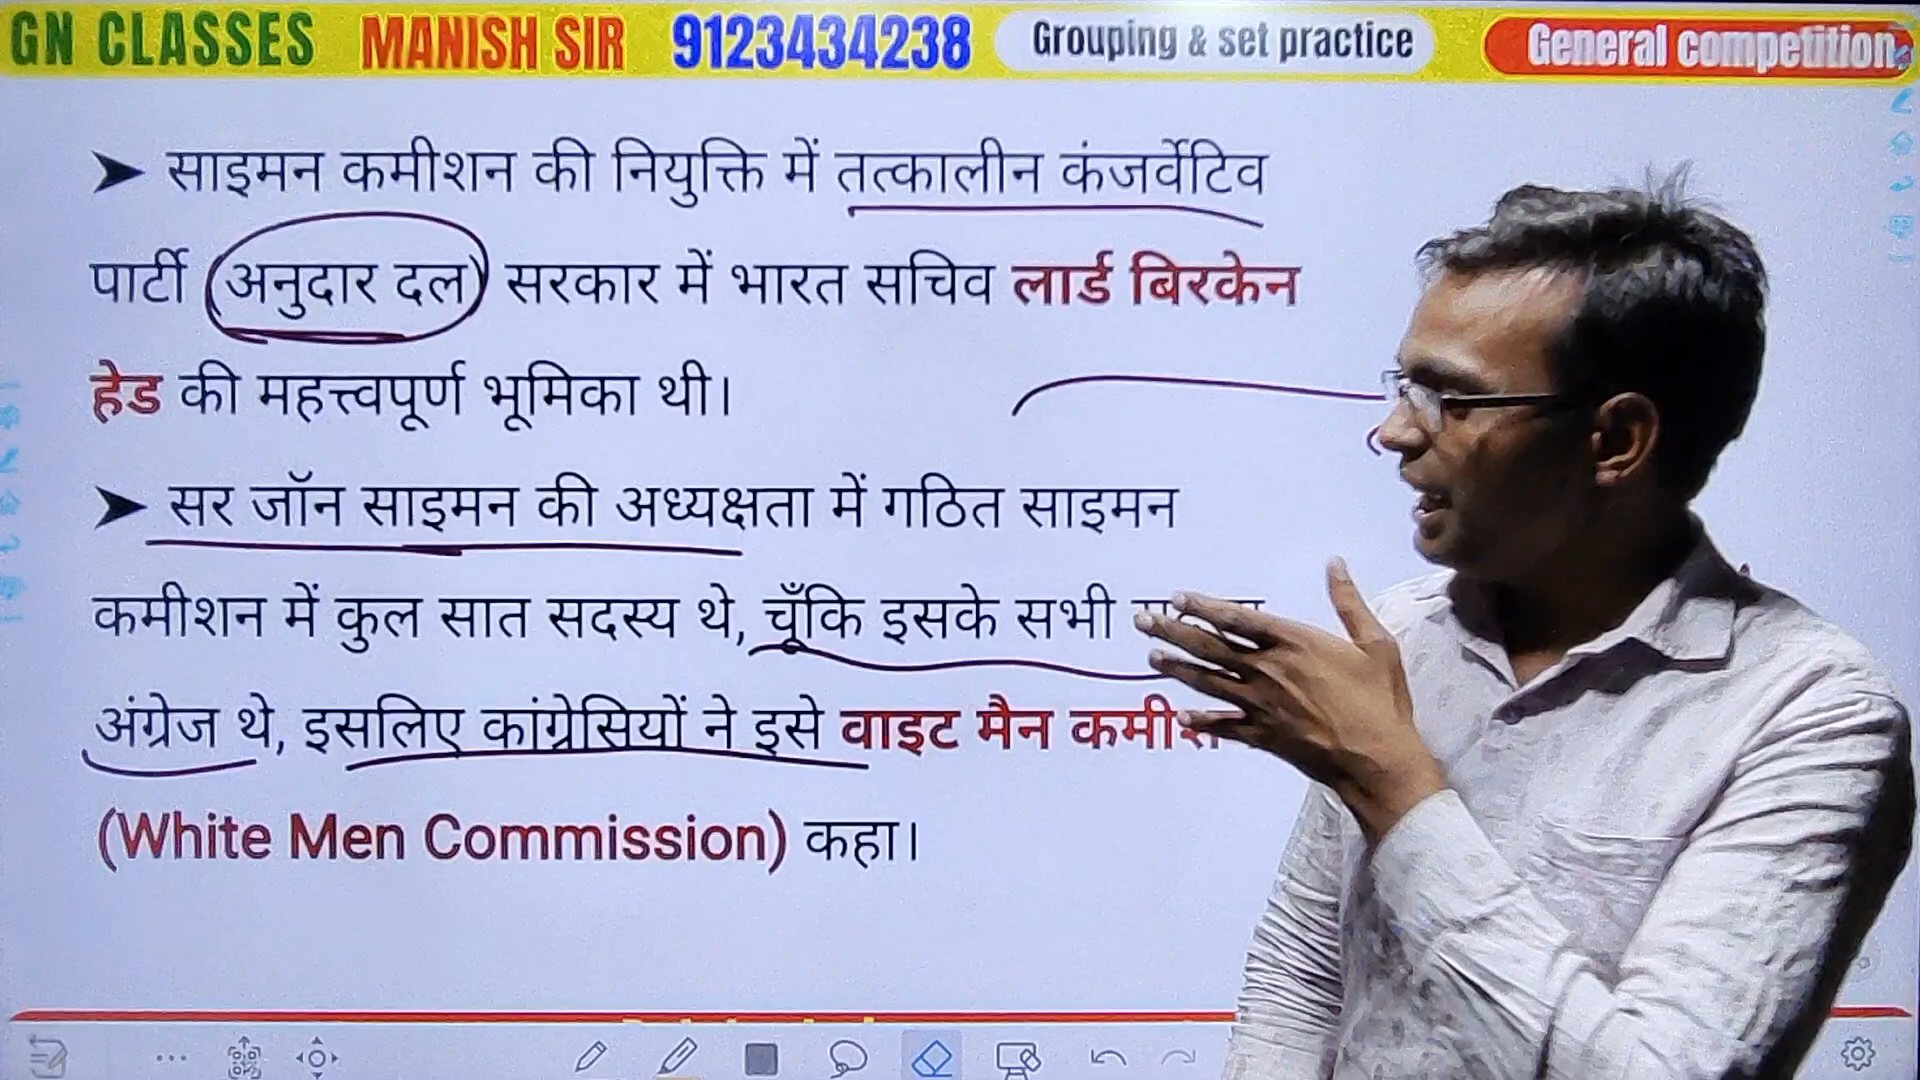 GN CLASSES MANISH SIR 9123434238 Grouping & set practice General competition
➤ साइमन कमीशन की नियुक्ति में तत्कालीन कंजर्वेटिव
पार्टी (अनुदार दल) सरकार में भारत सचिव लार्ड बिरकेन
हेड की महत्त्वपूर्ण भूमिका थी।
➤ सर जॉन साइमन की अध्यक्षता में गठित साइमन
कमीशन में कुल सात सदस्य थे, चूँकि इसके सभी
अंग्रेज थे, इसलिए कांग्रेसियों ने इसे वाइट मैन
(White Men Commission) कहा।